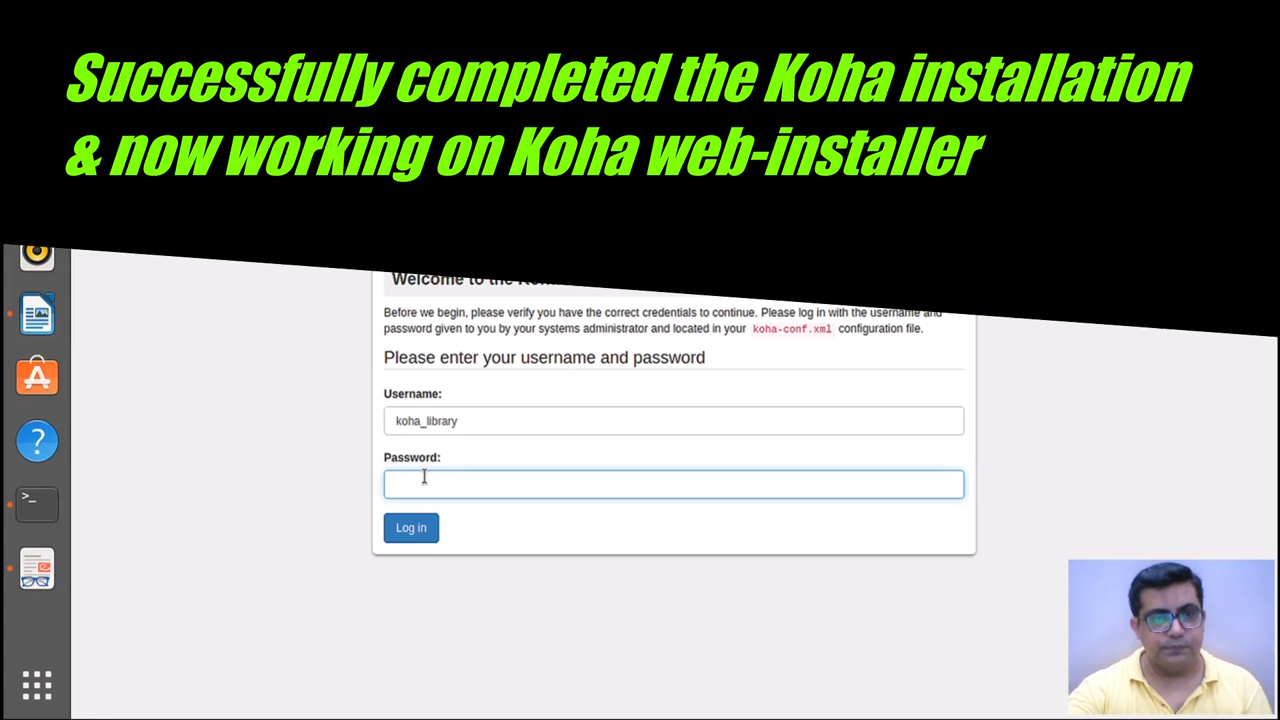 Successfully completed the Koha installation
& now working on Koha web-installer
Welcome to the
Before we begin, please verify you have the correct credentials to continue. Please log in with the username and
password given to you by your systems administrator and located in your koha-conf.xml configuration file.
Please enter your username and password
Username:
koha_library
Password:
Log in